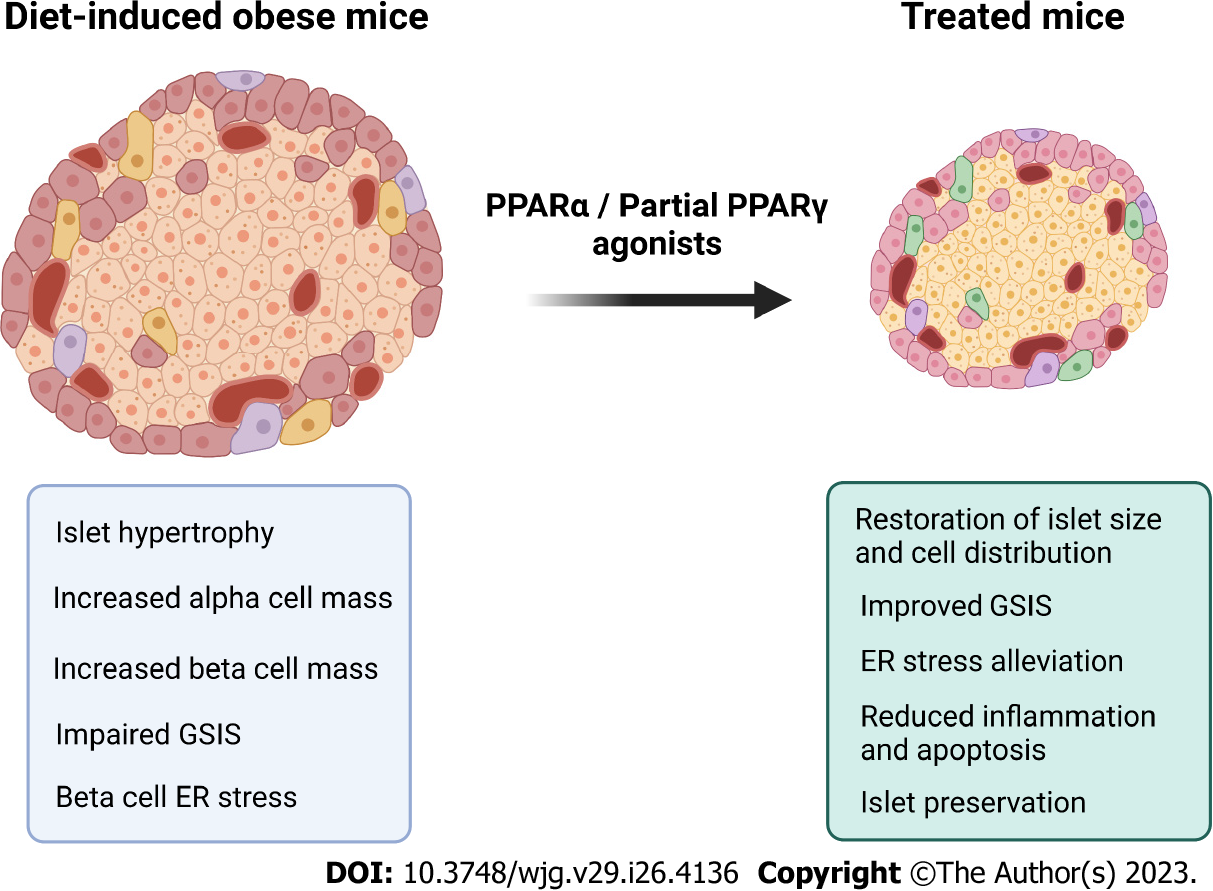 Diet-induced obese mice
Treated mice
PPARα / Partial PPARγ
agonists
Islet hypertrophy
Increased alpha cell mass
Increased beta cell mass
Impaired GSIS
Beta cell ER stress
Restoration of islet size
and cell distribution
Improved GSIS
ER stress alleviation
Reduced inflammation
and apoptosis
Islet preservation
DOI: 10.3748/wjg.v29.i26.4136 Copyright ©The Author(s) 2023.